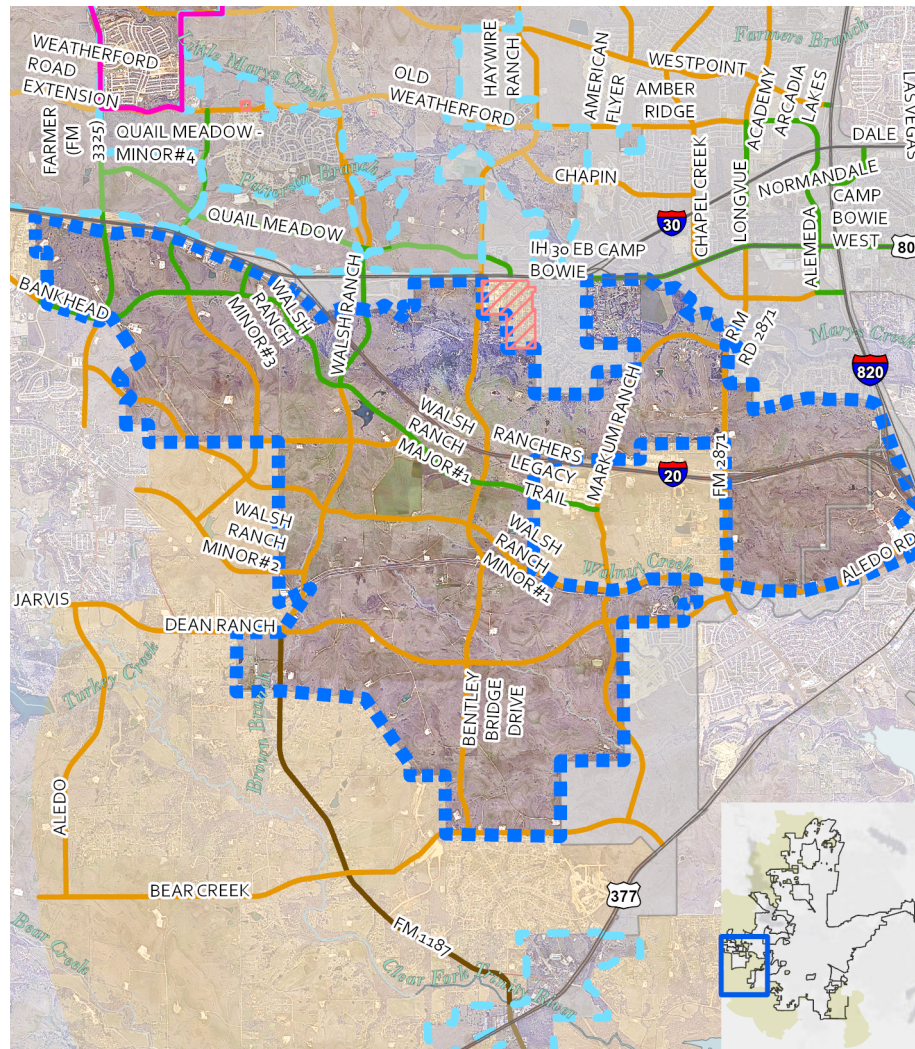 WEATHERFORD
ROAD
EXTENSION
Little Marys Creek
OLD
WEATHERFORD
HAYWIRE
RANCH
AMERICAN
FLYER
WESTPOINT
AMBER
RIDGE
ACADEMY
ARCADIA
LAKES
Farmers Branch
LAS VEGAS
DALE
FARMER
(FM
3325)
QUAIL MEADOW -
MINOR#4
Patterson Branch
QUAIL MEADOW
CHAPIN
CHAPEL CREEK
LONGVUE
NORMANDALE
CAMP
BOWIE
WEST
ALEMEDA
30
80
IH 30 EB CAMP
BOWIE
BANKHEAD
WALSH
RANCH
MINOR#3
WALSH RANCH
RIM
RD 2871
Marys Creek
820
WALSH
RANCH
MAJOR#1
RANCHERS
LEGACY
TRAIL
MARKUM RANCH
FM 2871
20
WALSH
RANCH
MINOR#2
WALSH
RANCH
MINOR#1
Walnut Creek
ALEDO RD
JARVIS
DEAN RANCH
Turkey Creek
Brown Branch
BENTLEY
BRIDGE
DRIVE
ALEDO
BEAR CREEK
377
FM 1187
Bear Creek
Clear Fork Trinity River